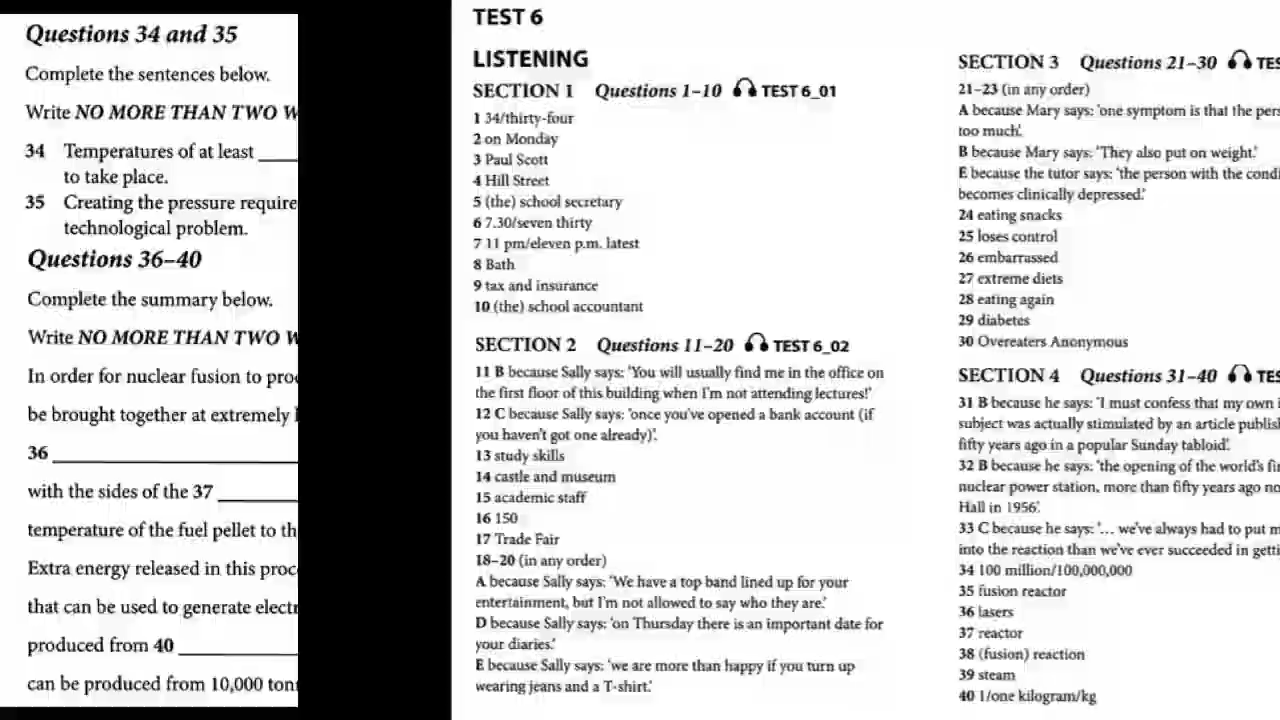 Questions 34 and 35
Complete the sentences below.
Write NO MORE THAN TWO W
34 Temperatures of at least
to take place.
35 Creating the pressure require
technological problem.
Questions 36–40
Complete the summary below.
Write NO MORE THAN TWO W
In order for nuclear fusion to pro
be brought together at extremely
36
with the sides of the 37
temperature of the fuel pellet to th
Extra energy released in this proc
that can be used to generate electr
produced from 40
can be produced from 10,000 ton
TEST 6
LISTENING
SECTION 1 Questions 1–10 TEST 6_01
1 34/thirty-four
2 on Monday
3 Paul Scott
4 Hill Street
5 (the) school secretary
6 7.30/seven thirty
7 11 pm/eleven p.m. latest
8 Bath
9 tax and insurance
10 (the) school accountant
SECTION 2 Questions 11–20 TEST 6_02
11 B because Sally says: 'You will usually find me in the office on
the first floor of this building when I'm not attending lectures!'
12 C because Sally says: 'once you've opened a bank account (if
you haven't got one already)'.
13 study skills
14 castle and museum
15 academic staff
16 150
17 Trade Fair
18–20 (in any order)
A because Sally says: 'We have a top band lined up for your
entertainment, but I'm not allowed to say who they are.'
D because Sally says: 'on Thursday there is an important date for
your diaries.'
E because Sally says: 'we are more than happy if you turn up
wearing jeans and a T-shirt.'
SECTION 3 Questions 21–30 TES
21–23 (in any order)
A because Mary says: 'one symptom is that the pers
too much'.
B because Mary says: 'They also put on weight.'
E because the tutor says: 'the person with the condi
becomes clinically depressed.'
24 eating snacks
25 loses control
26 embarrassed
27 extreme diets
28 eating again
29 diabetes
30 Overeaters Anonymous
SECTION 4 Questions 31–40 TES
31 B because he says: 'I must confess that my own i
subject was actually stimulated by an article publis
fifty years ago in a popular Sunday tabloid'.
32 B because he says: 'the opening of the world's fir
nuclear power station, more than fifty years ago no
Hall in 1956'.
33 C because he says: '... we've always had to put m
into the reaction than we've ever succeeded in getti
34 100 million/100,000,000
35 fusion reactor
36 lasers
37 reactor
38 (fusion) reaction
39 steam
40 1/one kilogram/kg